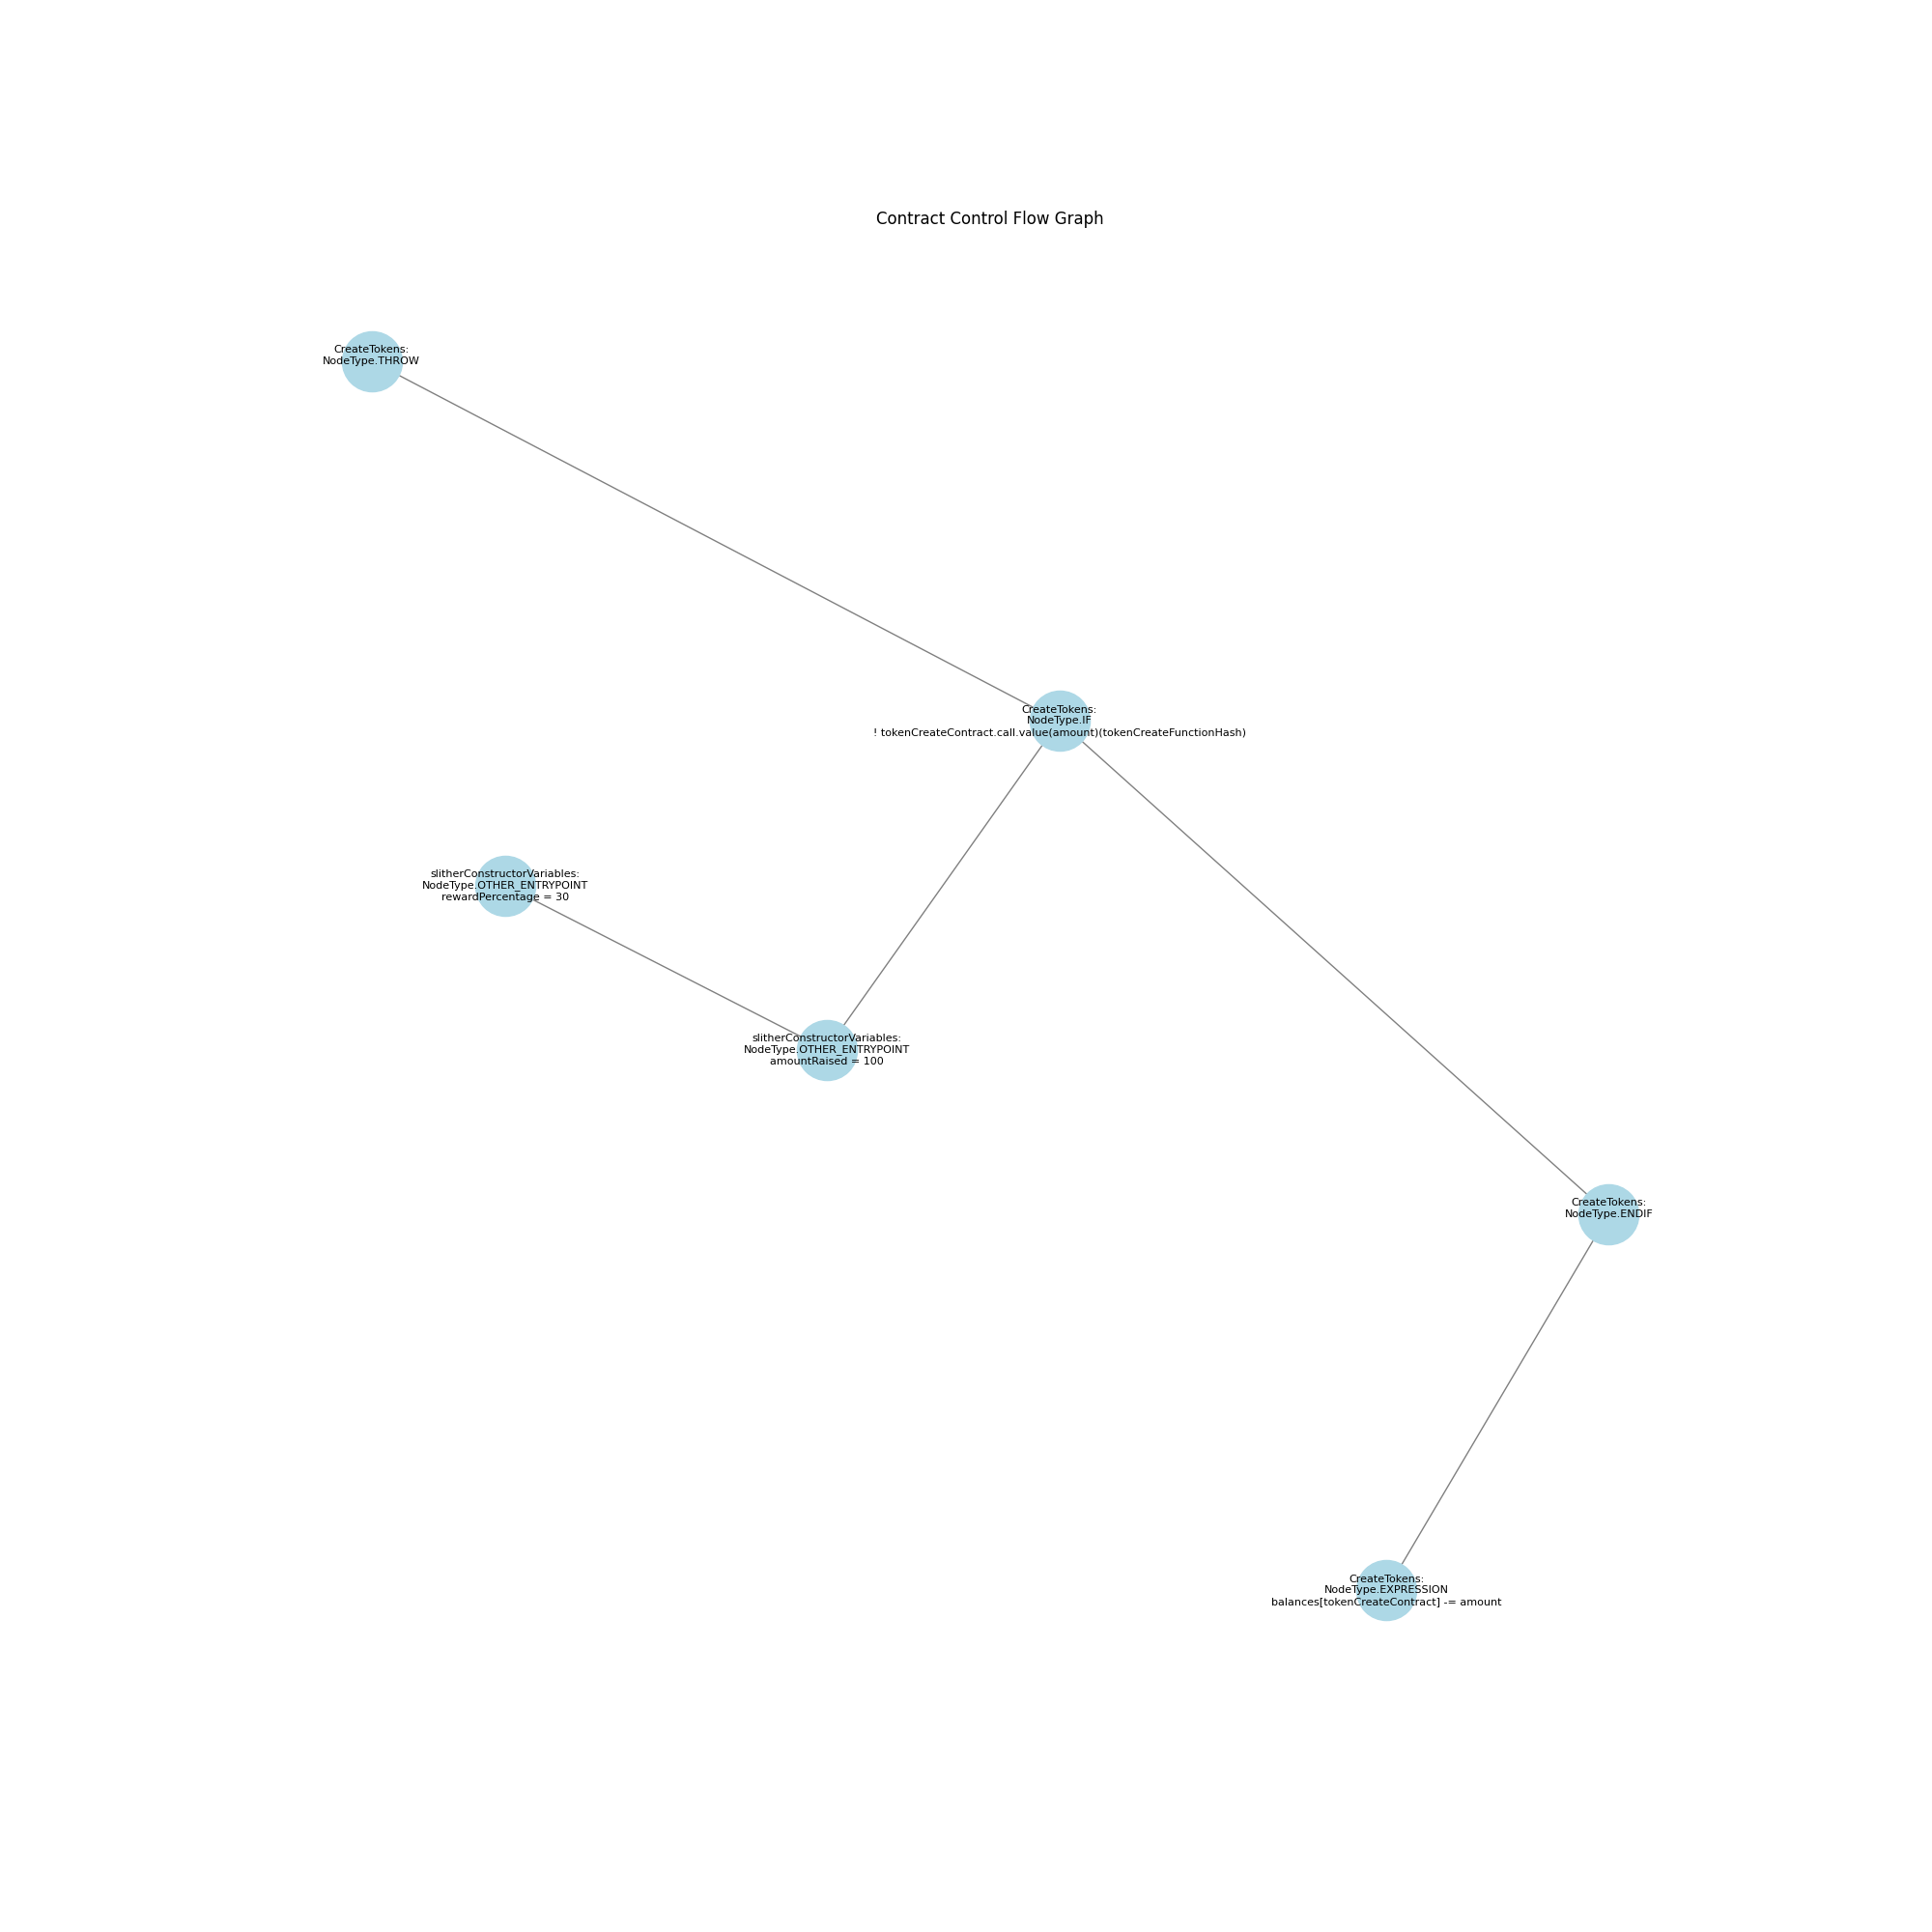 Contract Control Flow Graph
CreateTokens:
NodeType.THROW
CreateTokens:
NodeType.IF
! tokenCreateContract.call.value(amount)(tokenCreateFunctionHash)
slitherConstructorVariables:
NodeType.OTHER_ENTRYPOINT
rewardPercentage = 30
slitherConstructorVariables:
NodeType.OTHER_ENTRYPOINT
amountRaised = 100
CreateTokens:
NodeType.ENDIF
CreateTokens:
NodeType.EXPRESSION
balances[tokenCreateContract] -= amount